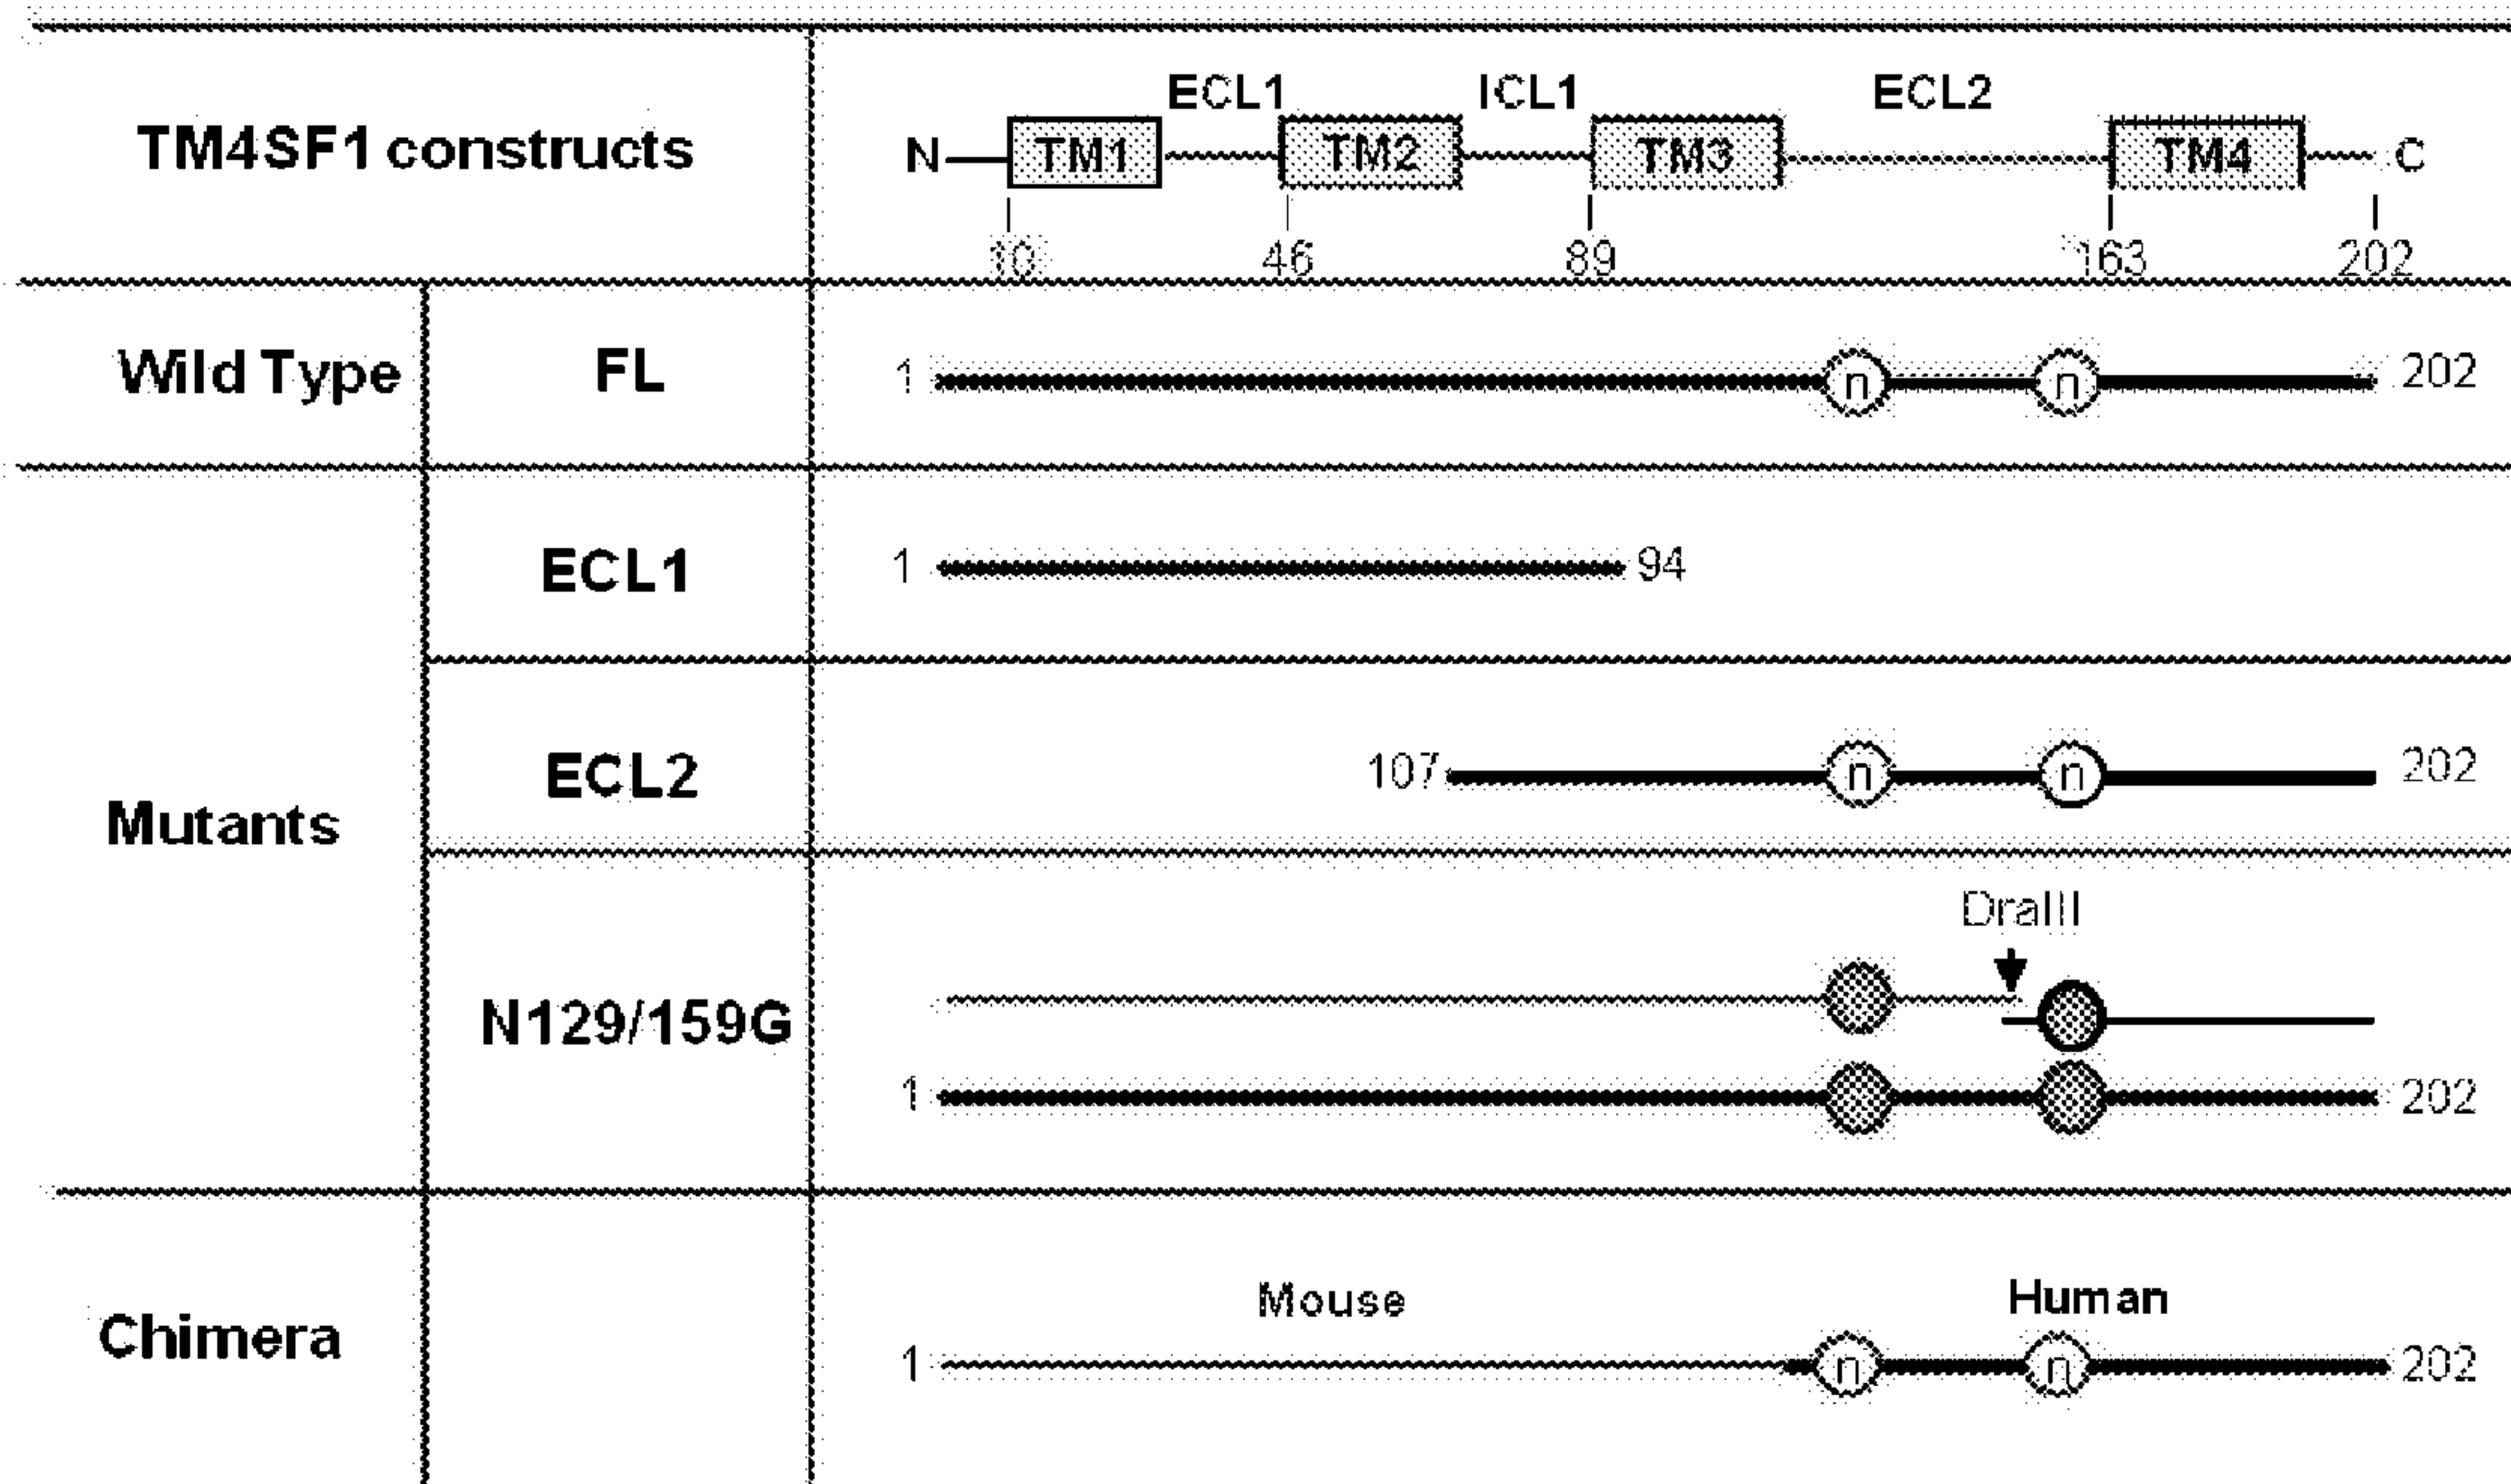 ECL1 ICL1 ECL2
TM4SF1 constructs N TM1 TM2 TM3 TM4 C
10 46 89 163 202
Wild Type FL 1 n n 202
ECL1 1 94
Mutants
ECL2 107 n n 202
DraIII
N129/159G
1 202
Mouse Human
Chimera 1 n n 202